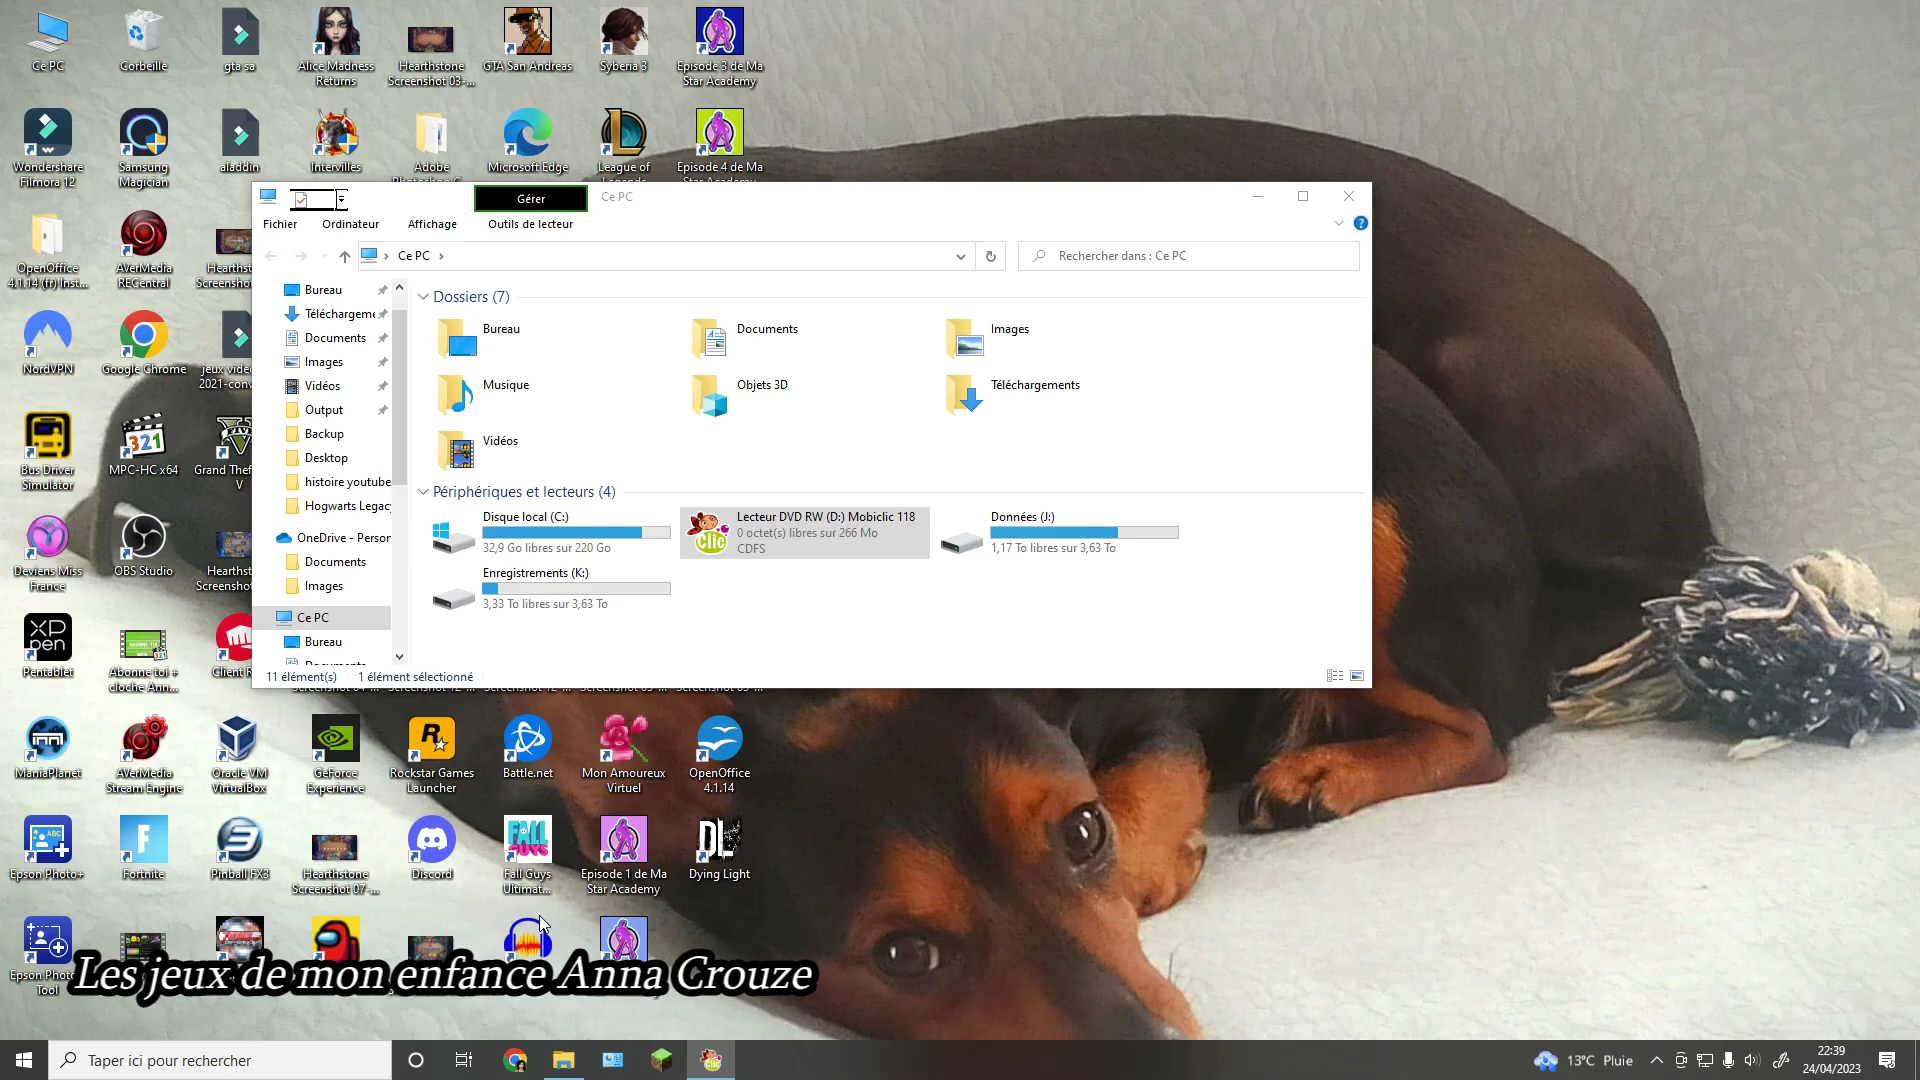 Ce PC
Corbeille
gta sa
Alice Madness
Returns
Hearthstone
Screenshot 03-...
GTA San Andreas
Syberia 3
Episode 3 de Ma
Star Academy
Wondershare
Filmora 12
Samsung
Magician
aladdin
Intervilles
Adobe
Microsoft Edge
League of
Episode 4 de Ma
Gérer
Ce PC
Fichier
Ordinateur
Affichage
Outils de lecteur
Ce PC
Rechercher dans : Ce PC
OpenOffice
4.1.14 (fr) Inst...
AVerMedia
RECentral
Hearths
Screensho
NordVPN
Google Chrome
jeux vidé
2021-conv
Bus Driver
Simulator
MPC-HC x64
Grand Thef
V
Deviens Miss
France
OBS Studio
Hearths
Screensho
XP
pen
Pentablet
Abonne toi +
cloche Ann...
Client R
Bureau
Téléchargeme
Documents
Images
Vidéos
Output
Backup
Desktop
histoire youtube
Hogwarts Legac
OneDrive - Person
Documents
Images
Ce PC
Bureau
Dossiers (7)
Bureau
Documents
Images
Musique
Objets 3D
Téléchargements
Vidéos
Périphériques et lecteurs (4)
Disque local (C:)
32,9 Go libres sur 220 Go
Clic
Lecteur DVD RW (D:) Mobiclic 118
0 octet(s) libres sur 266 Mo
CDFS
Données (J:)
1,17 To libres sur 3,63 To
Enregistrements (K:)
3,33 To libres sur 3,63 To
11 élément(s)
1 élément sélectionné
ManiaPlanet
AVerMedia
Stream Engine
Oracle VM
VirtualBox
GeForce
Experience
Rockstar Games
Launcher
Battle.net
Mon Amoureux
Virtuel
OpenOffice
4.1.14
Epson Photo+
Fortnite
Pinball FX3
Hearthstone
Screenshot 07-...
Discord
FALL
GUYS
Fall Guys
Ultimat...
Episode 1 de Ma
Star Academy
DL
Dying Light
Epson Photo
Tool
Les jeux de mon enfance Anna Crouze
Taper ici pour rechercher
13°C Pluie
22:39
24/04/2023